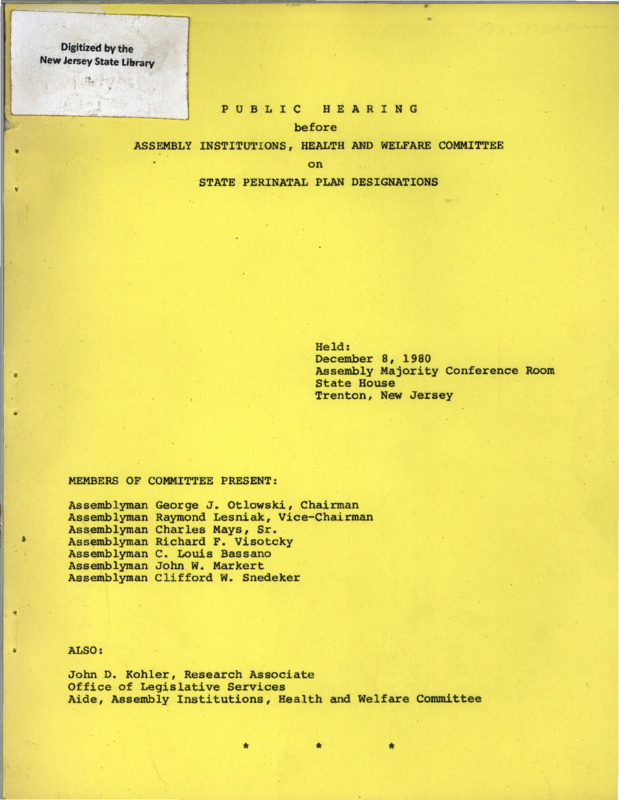 Digitized by the
New Jersey State Library
P U B L I C   H E A R I N G
before
ASSEMBLY INSTITUTIONS, HEALTH AND WELFARE COMMITTEE
on
STATE PERINATAL PLAN DESIGNATIONS
Held:
December 8, 1980
Assembly Majority Conference Room
State House
Trenton, New Jersey
MEMBERS OF COMMITTEE PRESENT:
Assemblyman George J. Otlowski, Chairman
Assemblyman Raymond Lesniak, Vice-Chairman
Assemblyman Charles Mays, Sr.
Assemblyman Richard F. Visotcky
Assemblyman C. Louis Bassano
Assemblyman John W. Markert
Assemblyman Clifford W. Snedeker
ALSO:
John D. Kohler, Research Associate
Office of Legislative Services
Aide, Assembly Institutions, Health and Welfare Committee
* * *